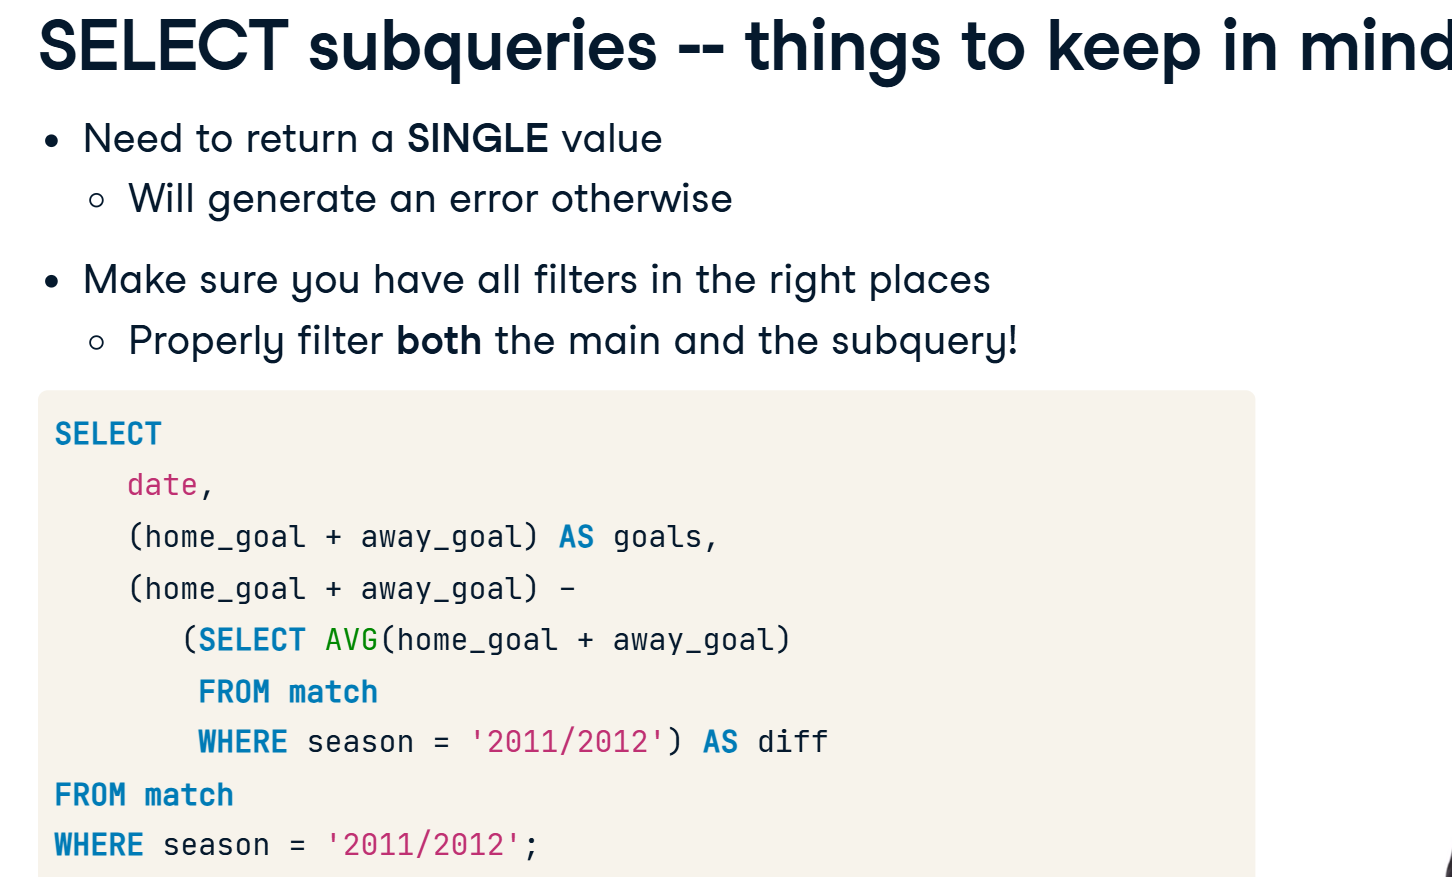 SELECT subqueries -- things to keep in mind
• Need to return a SINGLE value
○ Will generate an error otherwise
• Make sure you have all filters in the right places
○ Properly filter both the main and the subquery!
SELECT
    date,
    (home_goal + away_goal) AS goals,
    (home_goal + away_goal) -
       (SELECT AVG(home_goal + away_goal)
        FROM match
        WHERE season = '2011/2012') AS diff
FROM match
WHERE season = '2011/2012';